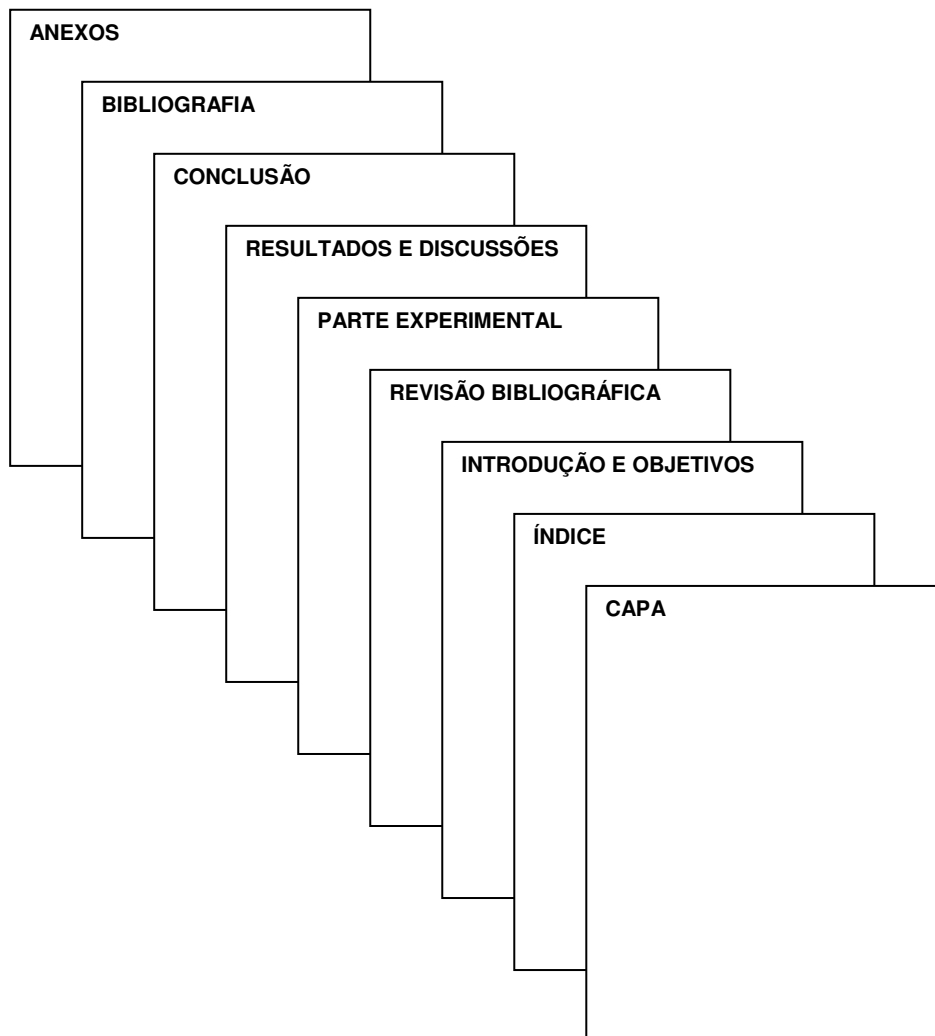 ANEXOS
BIBLIOGRAFIA
CONCLUSÃO
RESULTADOS E DISCUSSÕES
PARTE EXPERIMENTAL
REVISÃO BIBLIOGRÁFICA
INTRODUÇÃO E OBJETIVOS
ÍNDICE
CAPA